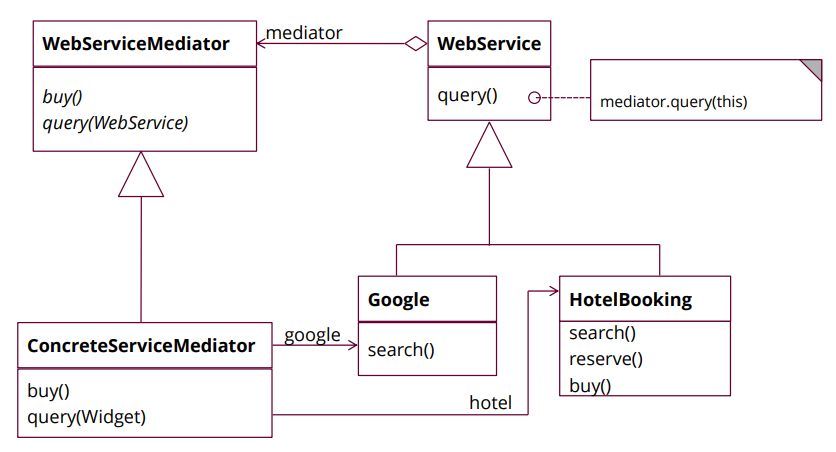 mediator
WebServiceMediator
WebService
buy()
query(WebService)
query()
mediator.query(this)
Google
HotelBooking
search()
search()
reserve()
buy()
ConcreteServiceMediator
google
hotel
buy()
query(Widget)